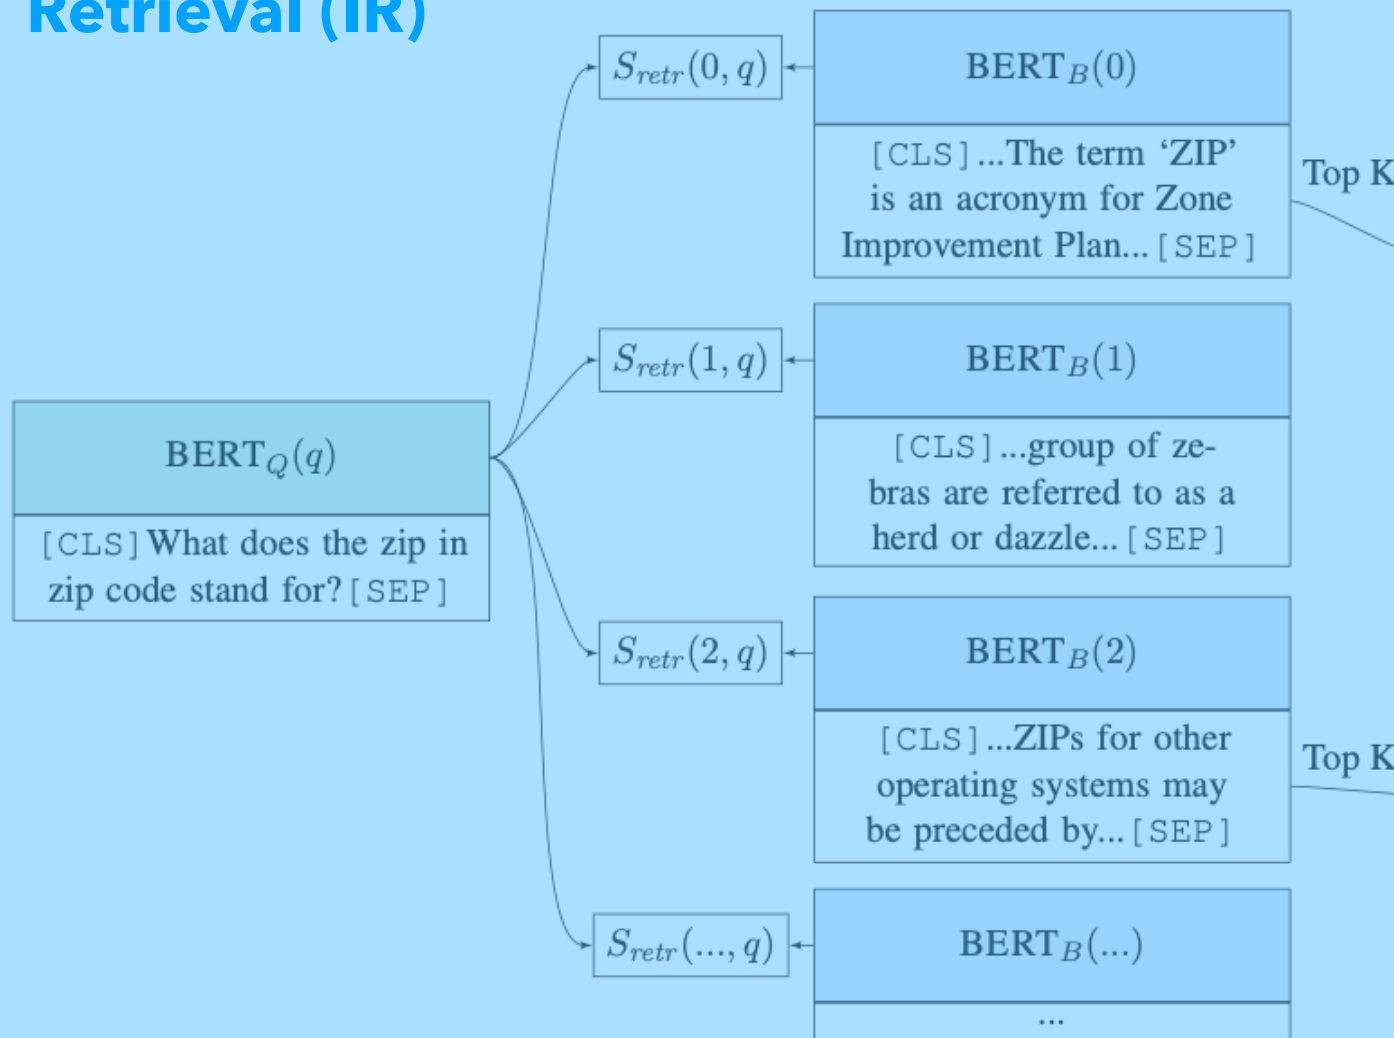 Retrieval (IR)
S_retr(0, q)
BERT_B(0)
[CLS]...The term ‘ZIP’
is an acronym for Zone
Improvement Plan...[SEP]
Top K
S_retr(1, q)
BERT_B(1)
[CLS]...group of ze-
bras are referred to as a
herd or dazzle...[SEP]
BERT_Q(q)
[CLS]What does the zip in
zip code stand for?[SEP]
S_retr(2, q)
BERT_B(2)
[CLS]...ZIPs for other
operating systems may
be preceded by...[SEP]
Top K
S_retr(..., q)
BERT_B(...)
...